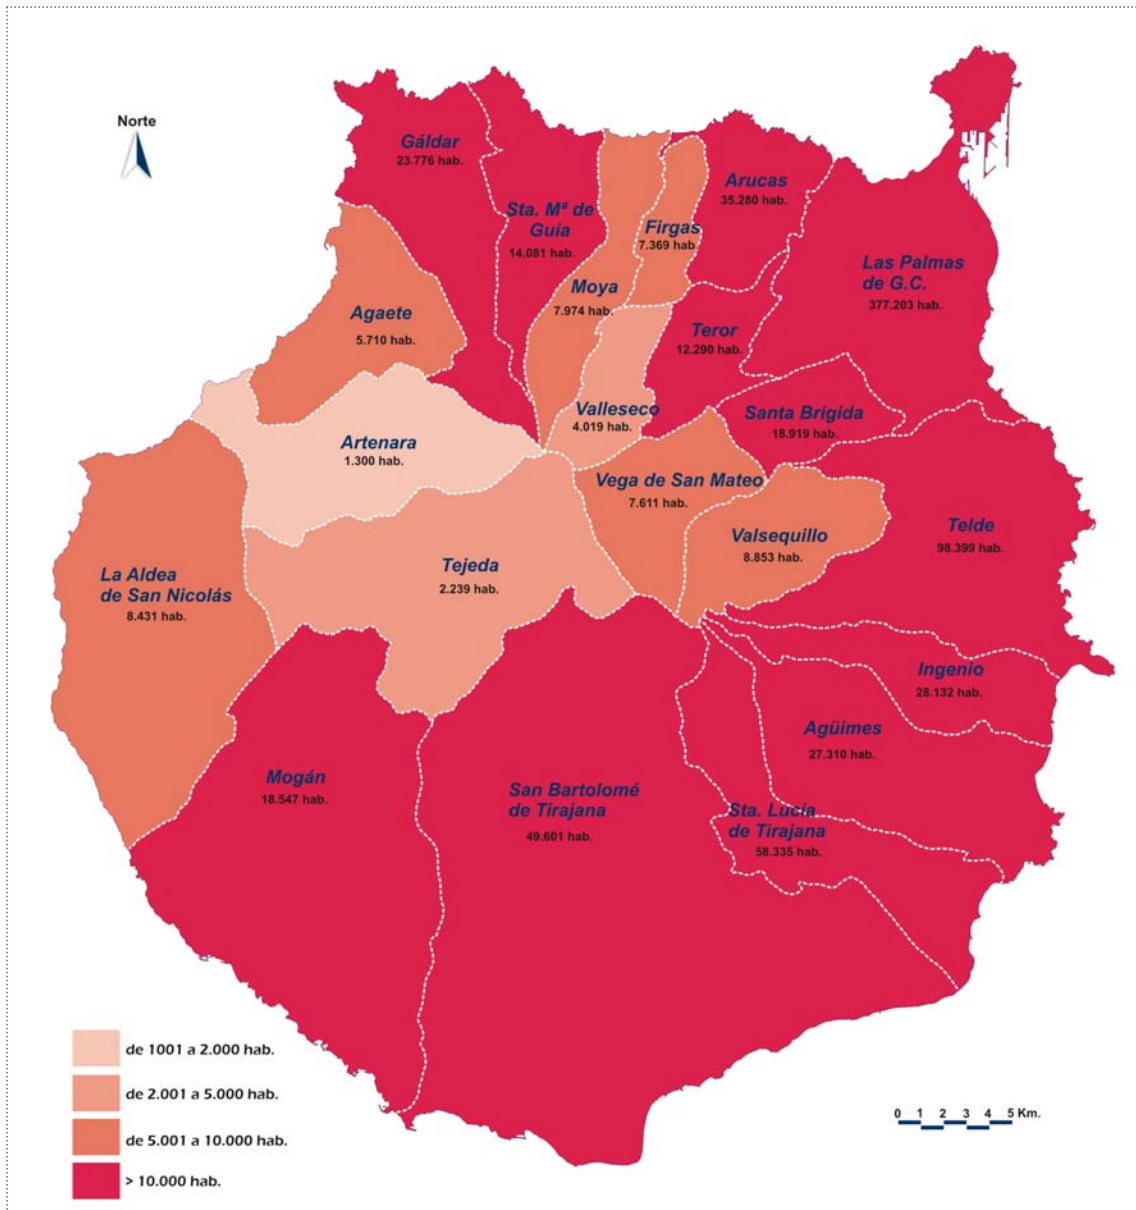 Norte
Gáldar
23.776 hab.
Sta. Mª de
Guía
14.081 hab.
Arucas
35.280 hab.
Firgas
7.369 hab.
Moya
7.974 hab.
Las Palmas
de G.C.
377.203 hab.
Agaete
5.710 hab.
Teror
12.290 hab.
Valleseco
4.019 hab.
Santa Brígida
18.919 hab.
Artenara
1.300 hab.
Vega de San Mateo
7.611 hab.
Valsequillo
8.853 hab.
Telde
98.399 hab.
Tejeda
2.239 hab.
La Aldea
de San Nicolás
8.431 hab.
Ingenio
28.132 hab.
Agüimes
27.310 hab.
Mogán
18.547 hab.
San Bartolomé
de Tirajana
49.601 hab.
Sta. Lucía
de Tirajana
58.335 hab.
de 1001 a 2.000 hab.
de 2.001 a 5.000 hab.
de 5.001 a 10.000 hab.
> 10.000 hab.
0 1 2 3 4 5 Km.